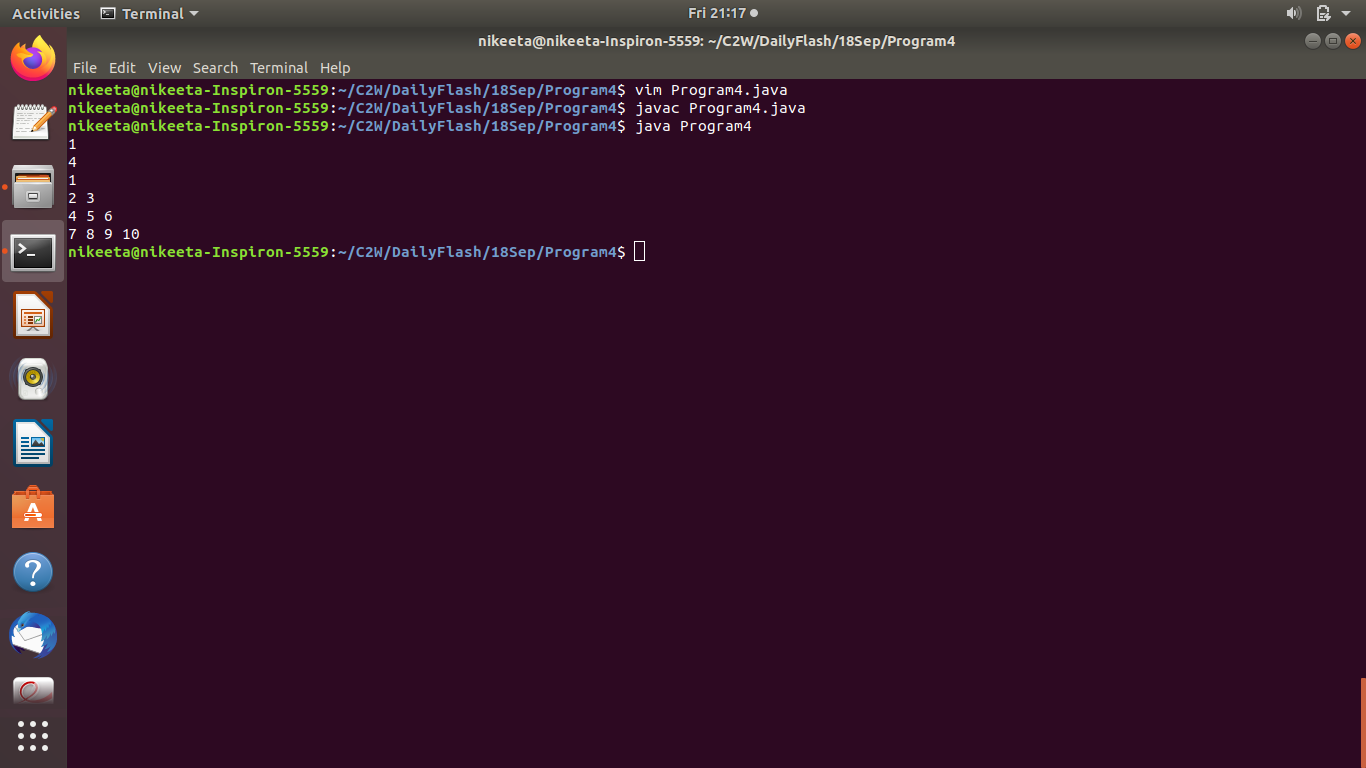 Activities Terminal Fri 21:17
nikeeta@nikeeta-Inspiron-5559: ~/C2W/DailyFlash/18Sep/Program4
File Edit View Search Terminal Help
nikeeta@nikeeta-Inspiron-5559:~/C2W/DailyFlash/18Sep/Program4$ vim Program4.java
nikeeta@nikeeta-Inspiron-5559:~/C2W/DailyFlash/18Sep/Program4$ javac Program4.java
nikeeta@nikeeta-Inspiron-5559:~/C2W/DailyFlash/18Sep/Program4$ java Program4
1
4
1
2 3
4 5 6
7 8 9 10
nikeeta@nikeeta-Inspiron-5559:~/C2W/DailyFlash/18Sep/Program4$